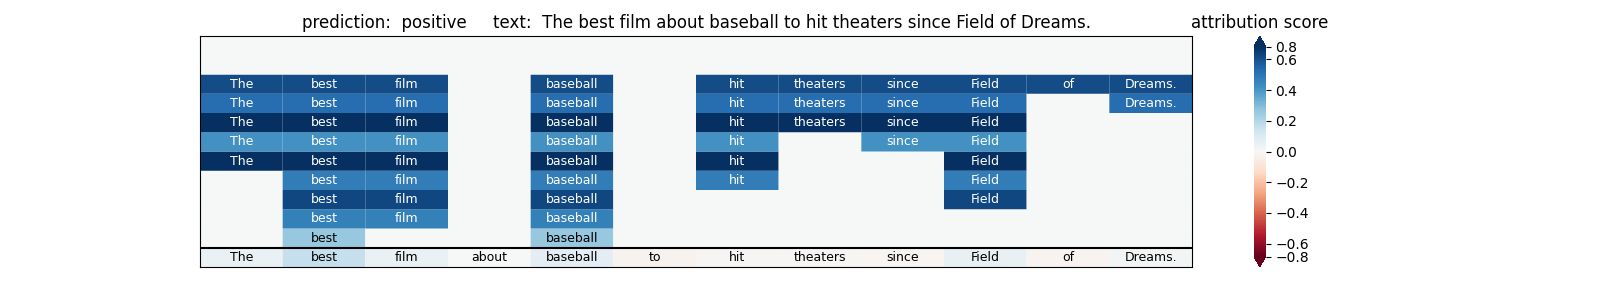 prediction: positive text: The best film about baseball to hit theaters since Field of Dreams. attribution score
The best film baseball hit theaters since Field of Dreams.
The best film baseball hit theaters since Field Dreams.
The best film baseball hit theaters since Field
The best film baseball hit since Field
The best film baseball hit Field
best film baseball hit Field
best film baseball Field
best film baseball
best baseball
The best film about baseball to hit theaters since Field of Dreams.
0.8
0.6
0.4
0.2
0.0
−0.2
−0.4
−0.6
−0.8